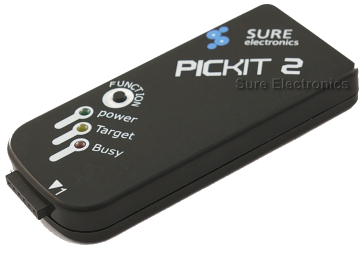 SURE
electronics
PICKIT 2
Sure Electronics
FUNCTION
power
Target
Busy
1